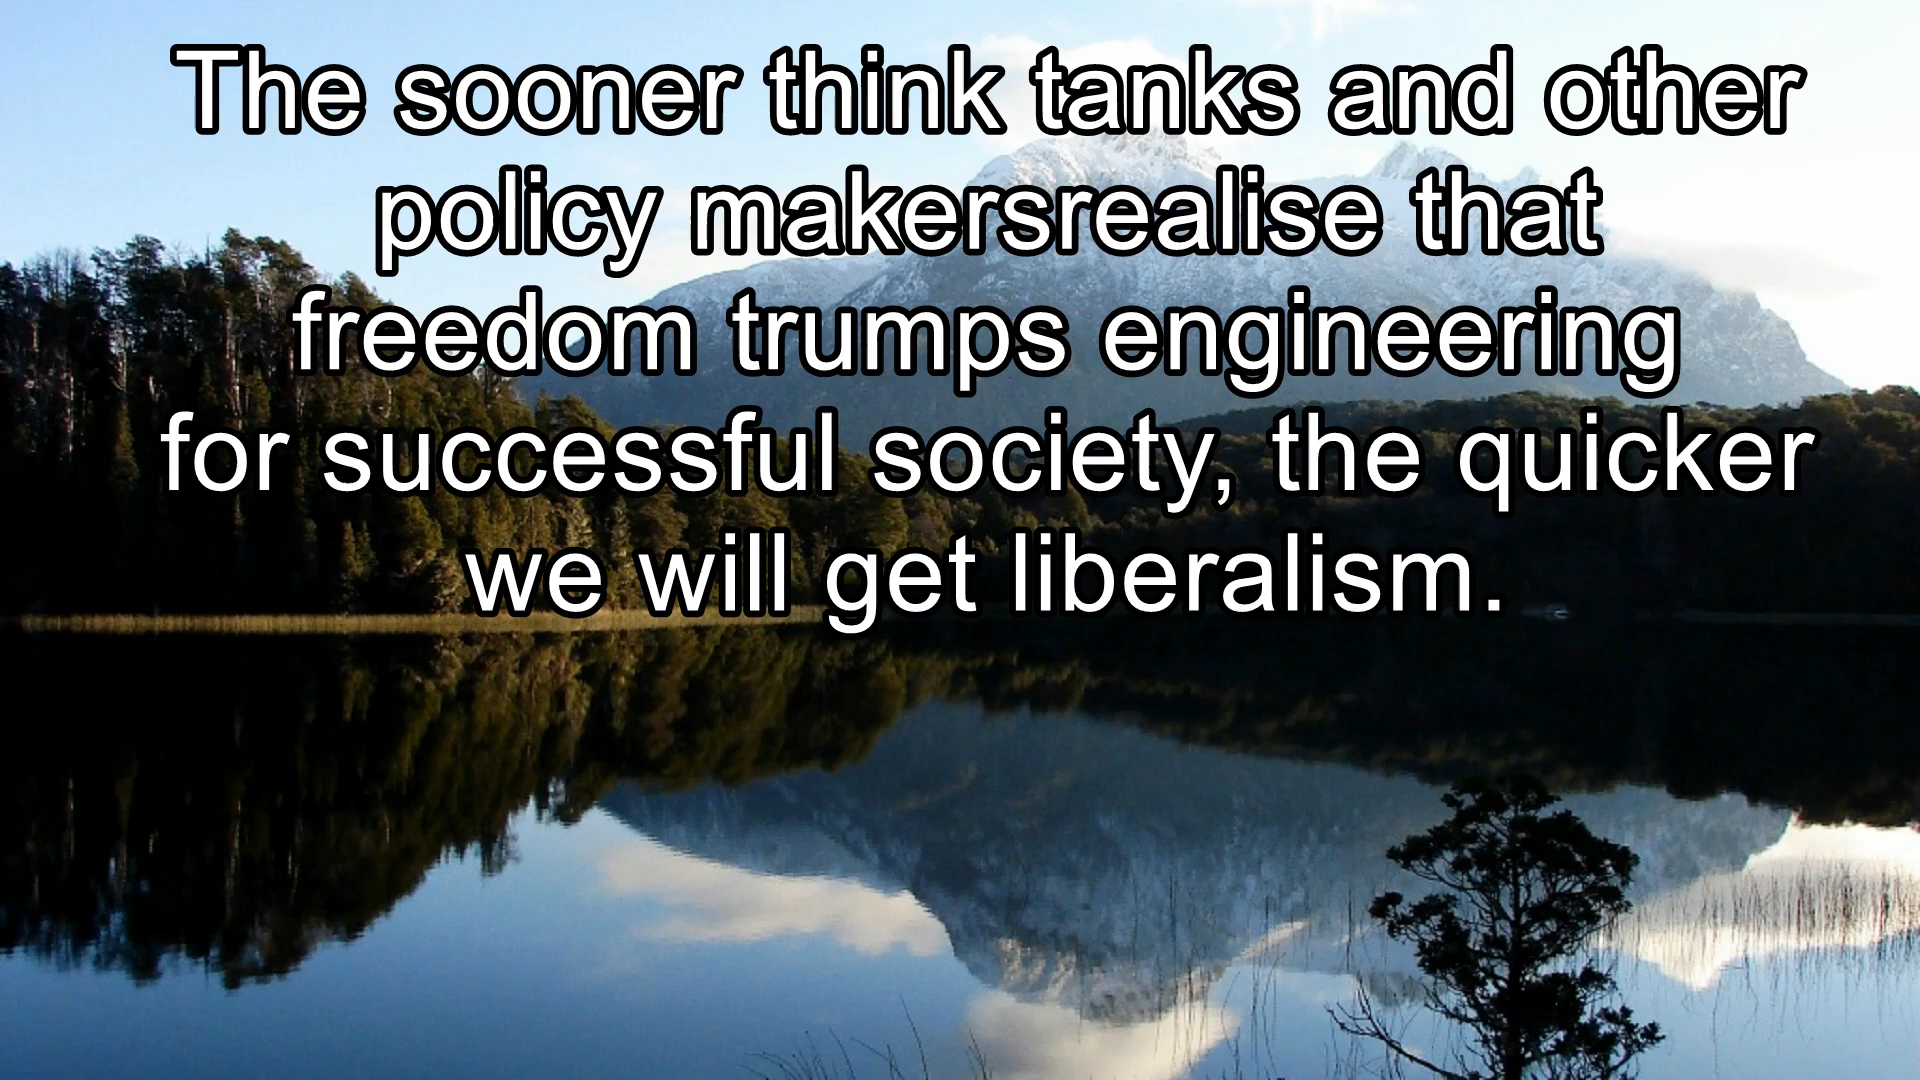 The sooner think tanks and other
policy makersrealise that
freedom trumps engineering
for successful society, the quicker
we will get liberalism.